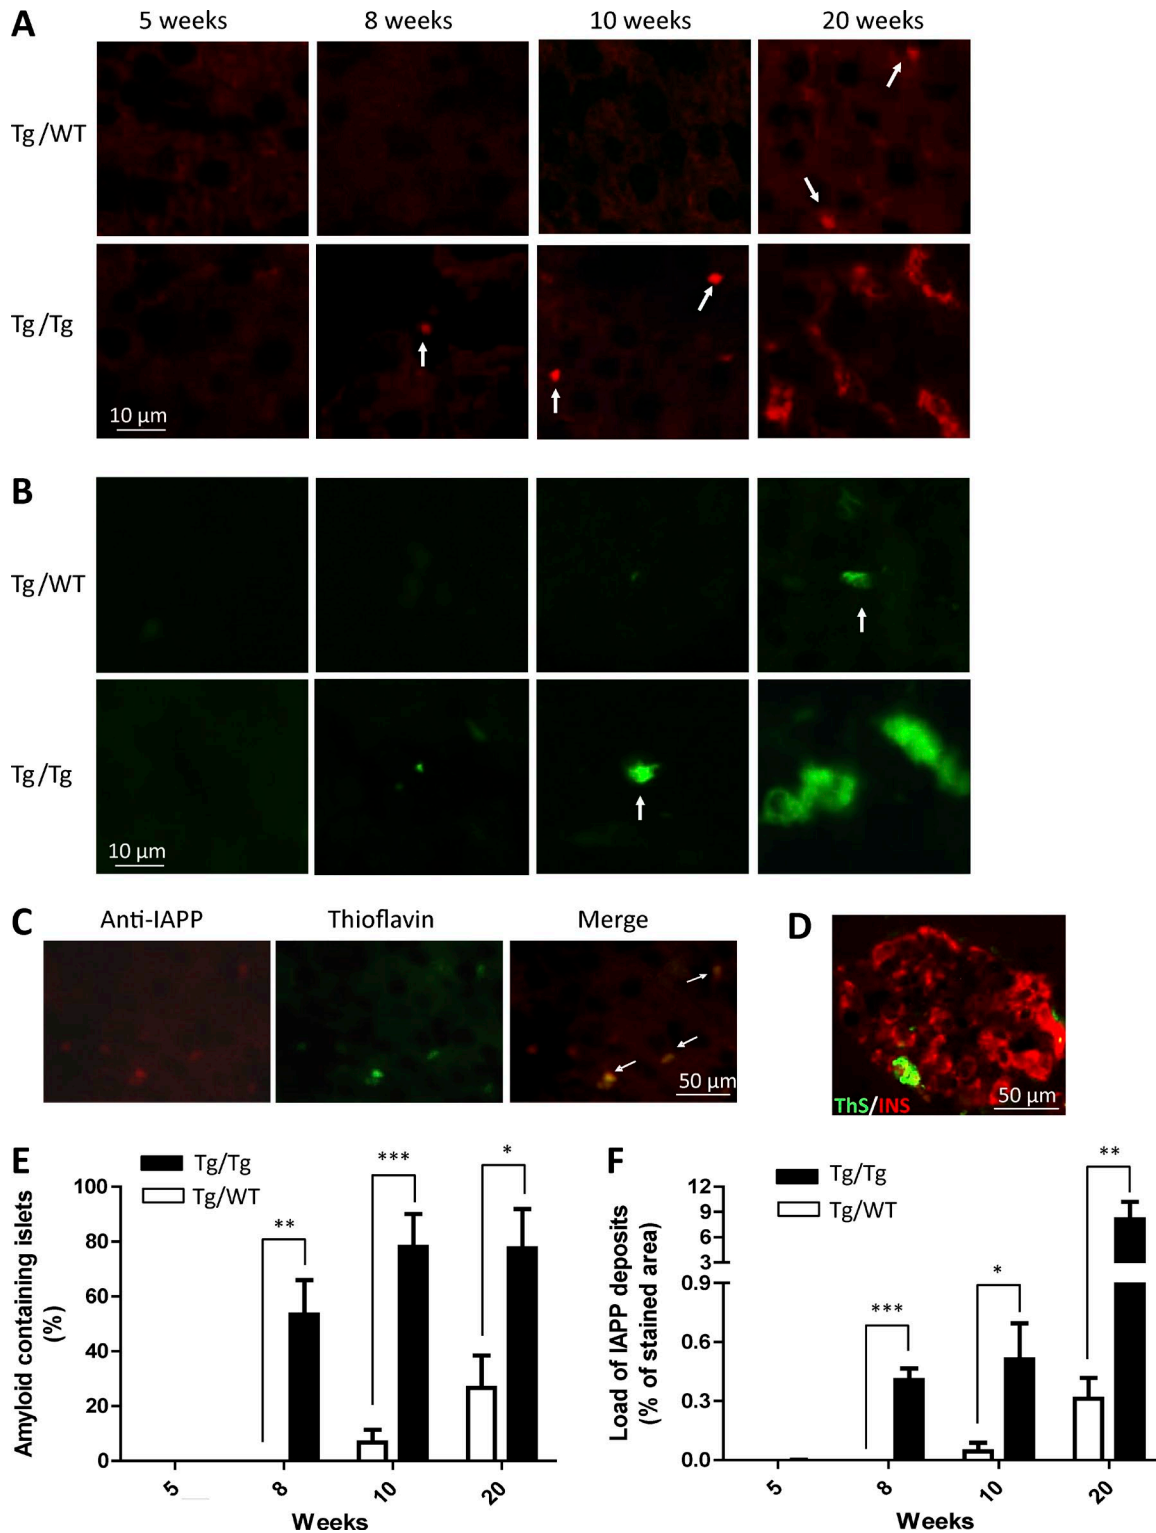 A
5 weeks
8 weeks
10 weeks
20 weeks
Tg/WT
Tg/Tg
10 µm
B
Tg/WT
Tg/Tg
10 µm
C
Anti-IAPP
Thioflavin
Merge
50 µm
D
ThS/INS
50 µm
E
Tg/Tg
Tg/WT
Amyloid containing islets
(%)
100
80
60
40
20
0
**
***
*
5
8
10
20
Weeks
F
Tg/Tg
Tg/WT
Load of IAPP deposits
(% of stained area)
12
9
6
3
0.9
0.6
0.3
0.0
***
*
**
5
8
10
20
Weeks